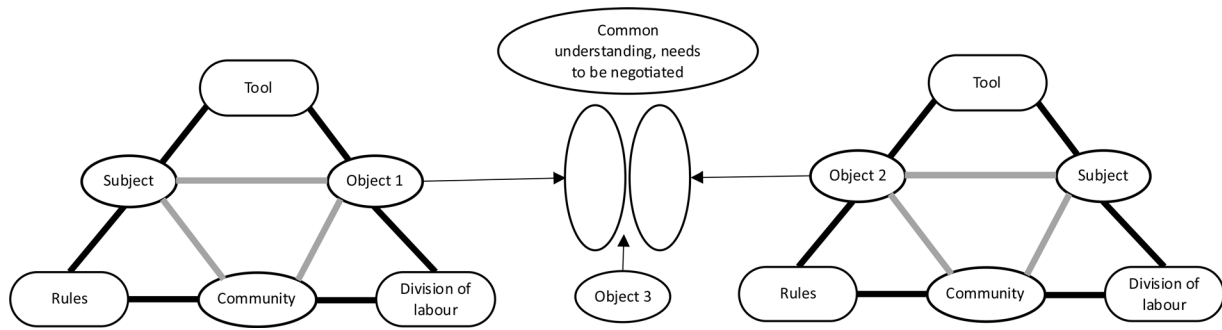 Common
understanding, needs
to be negotiated
Tool
Tool
Subject
Object 1
Object 2
Subject
Rules
Community
Division of
labour
Object 3
Rules
Community
Division of
labour